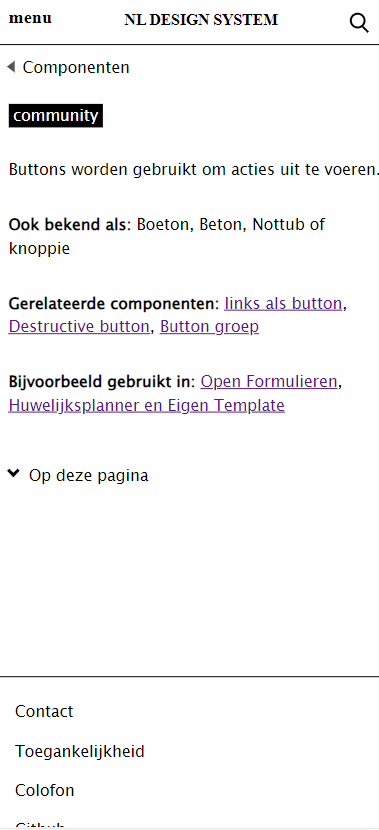 menu NL DESIGN SYSTEM
Componenten
community
Buttons worden gebruikt om acties uit te voeren.
Ook bekend als: Boeton, Beton, Nottub of
knoppie
Gerelateerde componenten: links als button,
Destructive button, Button groep
Bijvoorbeeld gebruikt in: Open Formulieren,
Huwelijksplanner en Eigen Template
Op deze pagina
Contact
Toegankelijkheid
Colofon
Github